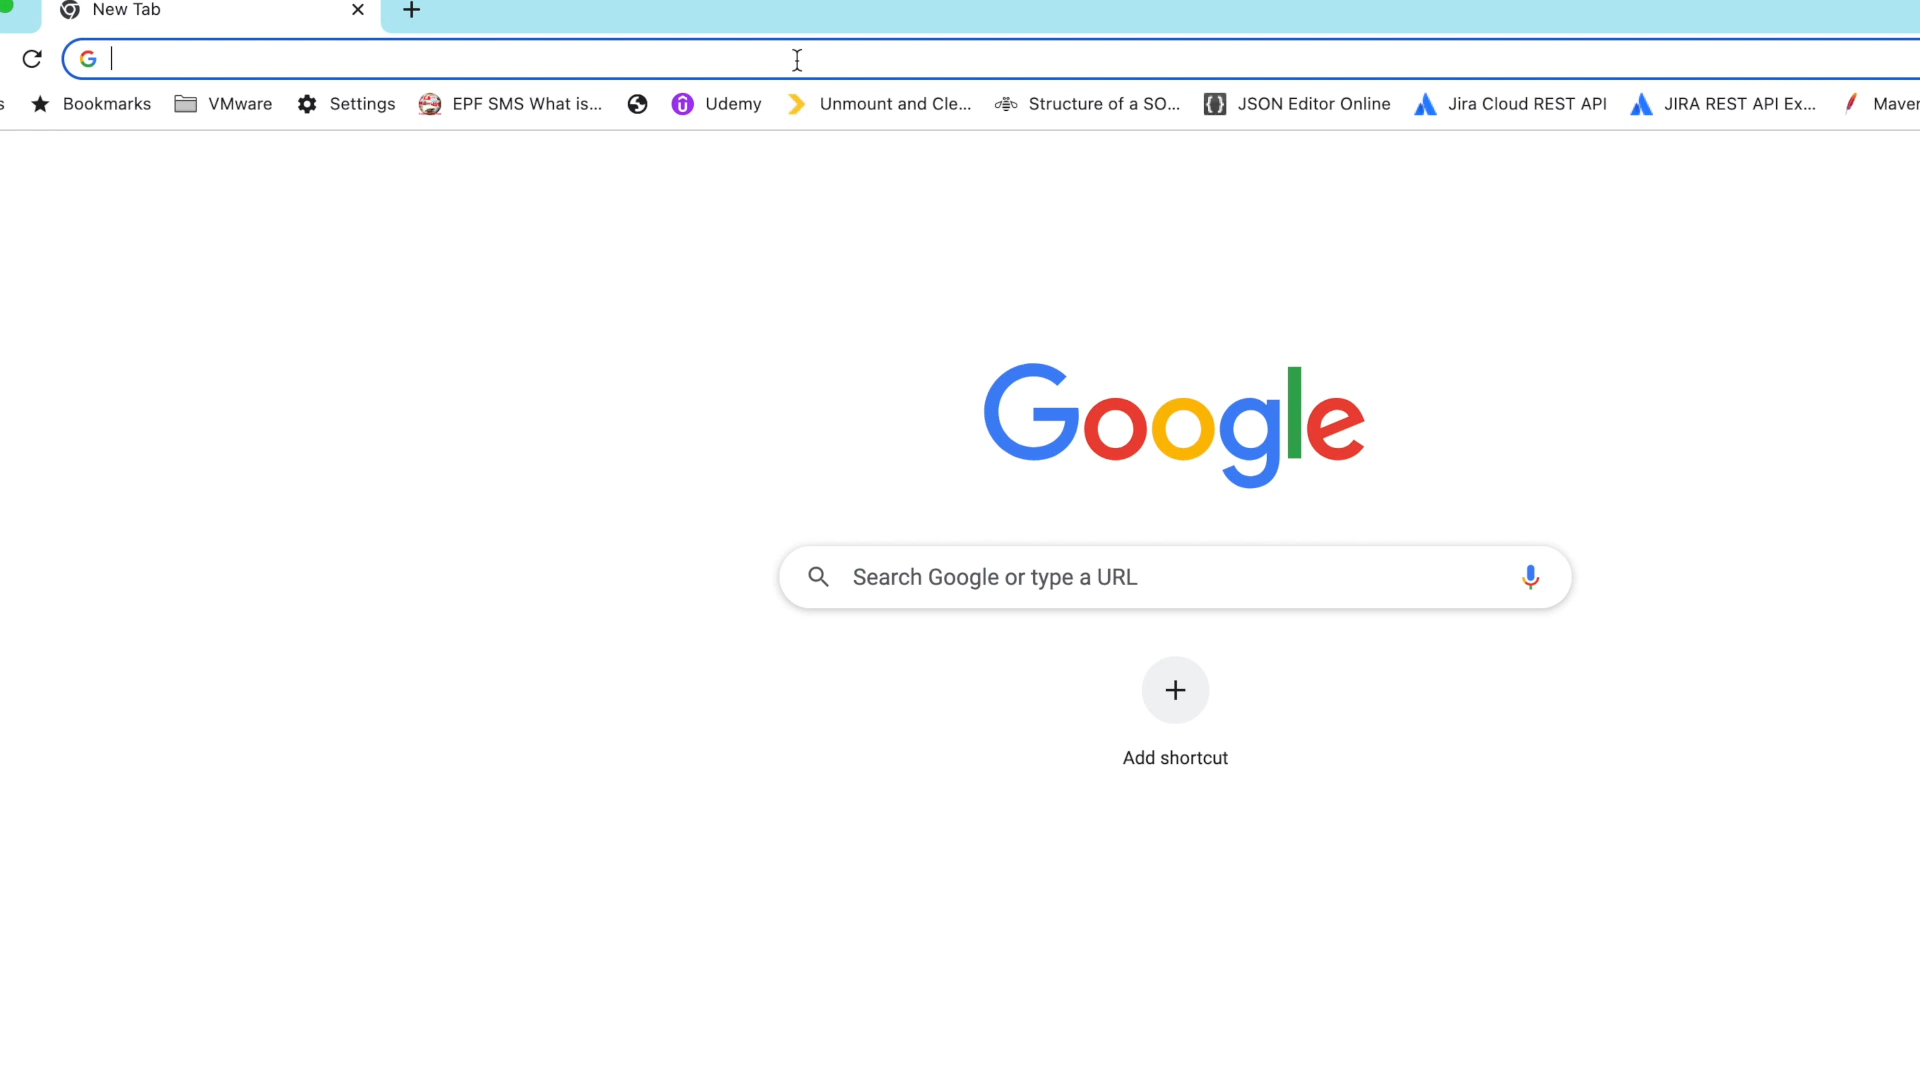 New Tab
s Bookmarks VMware Settings EPF SMS What is... Udemy Unmount and Cle... Structure of a SO... JSON Editor Online Jira Cloud REST API JIRA REST API Ex... Maven
Google
Search Google or type a URL
Add shortcut